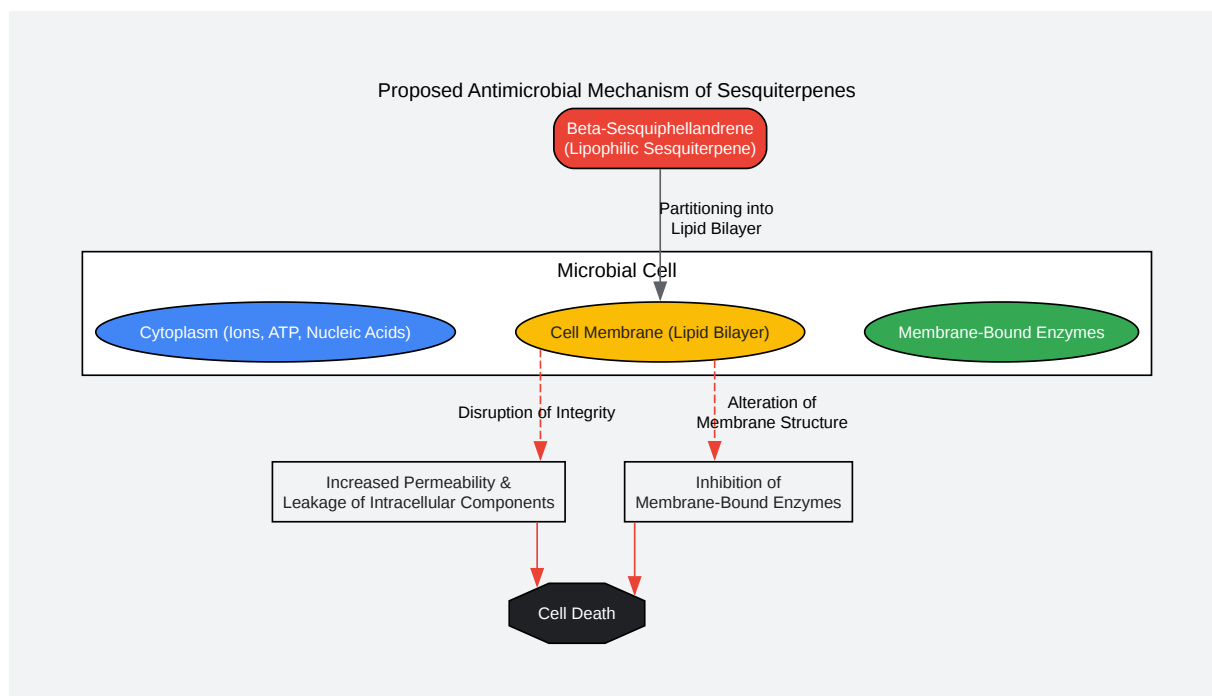 Proposed Antimicrobial Mechanism of Sesquiterpenes
Beta-Sesquiphellandrene
(Lipophilic Sesquiterpene)
Partitioning into
Lipid Bilayer
Microbial Cell
Cytoplasm (Ions, ATP, Nucleic Acids)
Cell Membrane (Lipid Bilayer)
Membrane-Bound Enzymes
Disruption of Integrity
Alteration of
Membrane Structure
Increased Permeability &
Leakage of Intracellular Components
Inhibition of
Membrane-Bound Enzymes
Cell Death